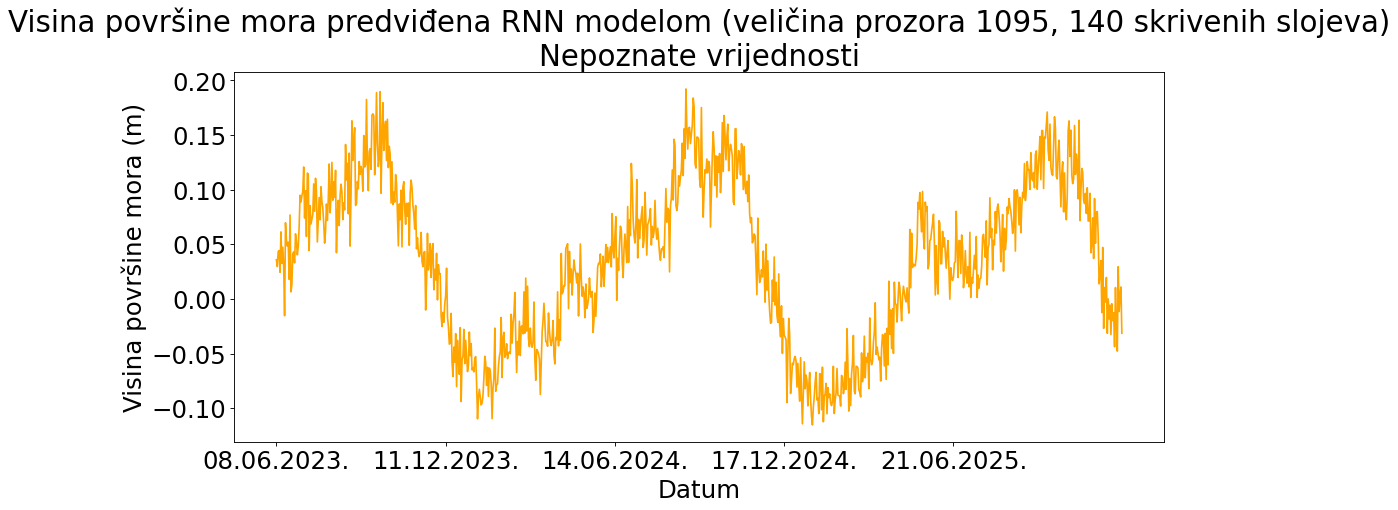 Visina površine mora predviđena RNN modelom (veličina prozora 1095, 140 skrivenih slojeva)
Nepoznate vrijednosti
Visina površine mora (m)
0.20
0.15
0.10
0.05
0.00
−0.05
−0.10
08.06.2023. 11.12.2023. 14.06.2024. 17.12.2024. 21.06.2025.
Datum